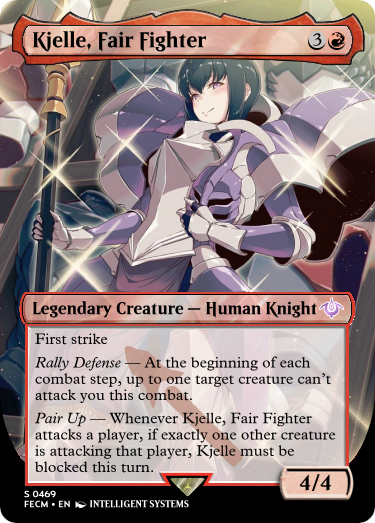 Kjelle, Fair Fighter 3
Legendary Creature — Human Knight
First strike
Rally Defense — At the beginning of each
combat step, up to one target creature can't
attack you this combat.
Pair Up — Whenever Kjelle, Fair Fighter
attacks a player, if exactly one other creature
is attacking that player, Kjelle must be
blocked this turn.
4/4
S 0469
FECM • EN INTELLIGENT SYSTEMS